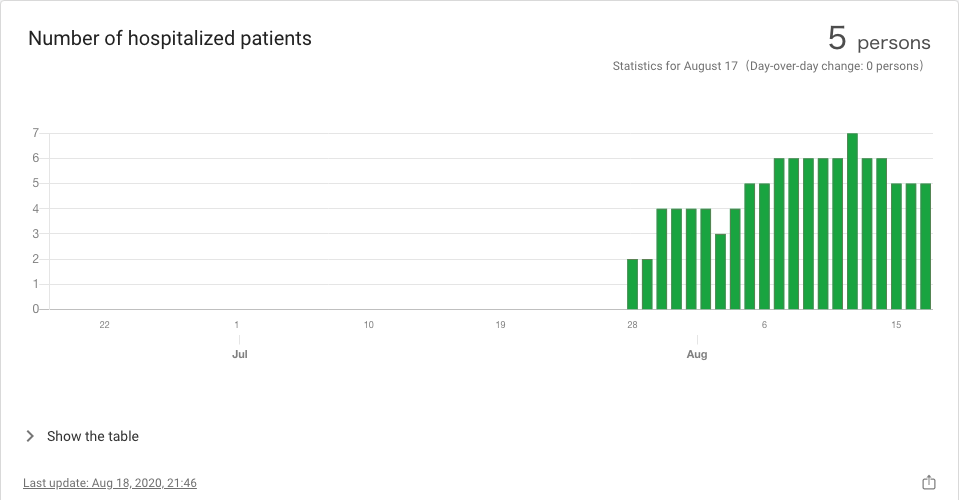 Number of hospitalized patients
5 persons
Statistics for August 17 (Day-over-day change: 0 persons)
7
6
5
4
3
2
1
0
22 1 10 19 28 6 15
Jul Aug
Show the table
Last update: Aug 18, 2020, 21:46